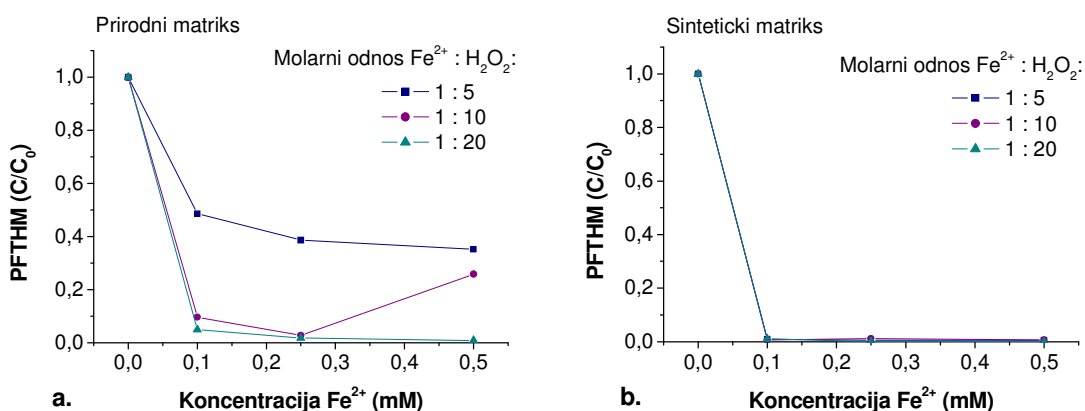 Prirodni matriks
Molarni odnos Fe²⁺ : H₂O₂:
1 : 5
1 : 10
1 : 20
PFTHM (C/C₀)
1,0
0,8
0,6
0,4
0,2
0,0
0,0 0,1 0,2 0,3 0,4 0,5
a. Koncentracija Fe²⁺ (mM)
Sinteticki matriks
Molarni odnos Fe²⁺ : H₂O₂:
1 : 5
1 : 10
1 : 20
PFTHM (C/C₀)
1,0
0,8
0,6
0,4
0,2
0,0
0,0 0,1 0,2 0,3 0,4 0,5
b. Koncentracija Fe²⁺ (mM)